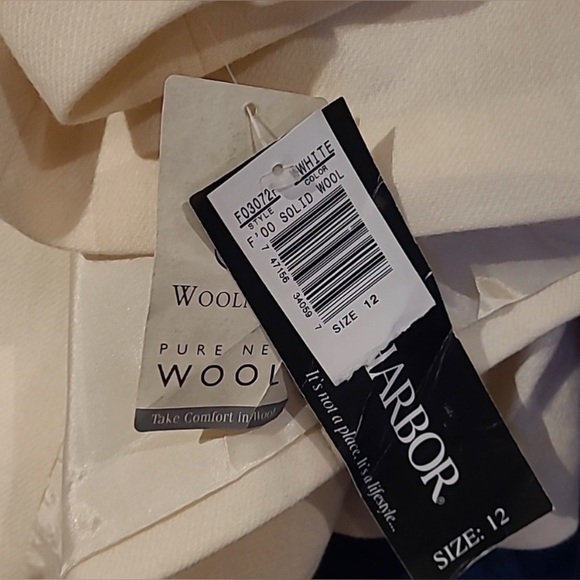 WOOL
PURE NE
WOOL
Take Comfort in Wool
WHITE
STYLE COLOR
F'00 SOLID WOOL
7 47156 34059 7
SIZE 12
HARBOR
It's not a place, It's a lifestyle...
SIZE: 12